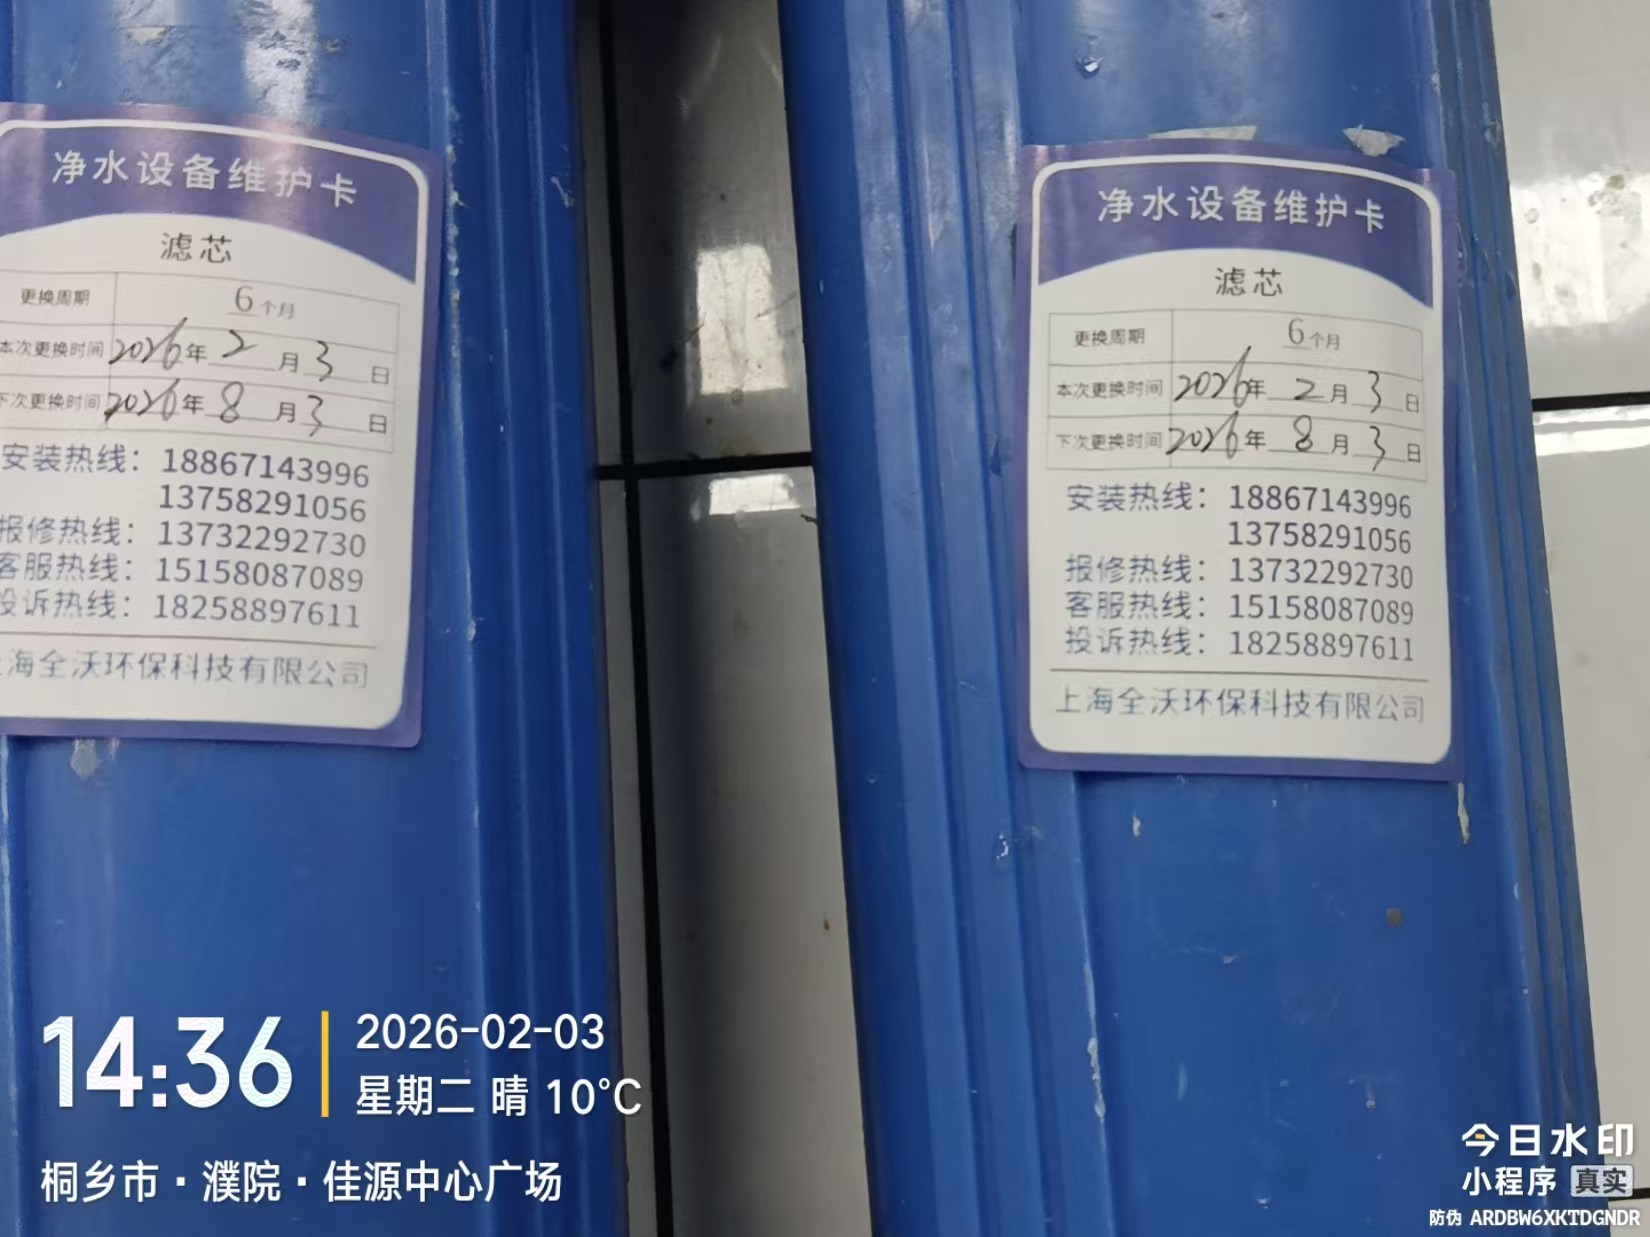 净水设备维护卡
滤芯
更换周期 6个月
本次更换时间 2026年2月3日
下次更换时间 2026年8月3日
安装热线：18867143996
13758291056
报修热线：13732292730
客服热线：15158087089
投诉热线：18258897611
上海全沃环保科技有限公司
净水设备维护卡
滤芯
更换周期 6个月
本次更换时间 2026年2月3日
下次更换时间 2026年8月3日
安装热线：18867143996
13758291056
报修热线：13732292730
客服热线：15158087089
投诉热线：18258897611
上海全沃环保科技有限公司
14:36
2026-02-03
星期二 晴 10℃
桐乡市·濮院·佳源中心广场
今日水印
小程序 真实
防伪 ARDBW6XKTDGNDR